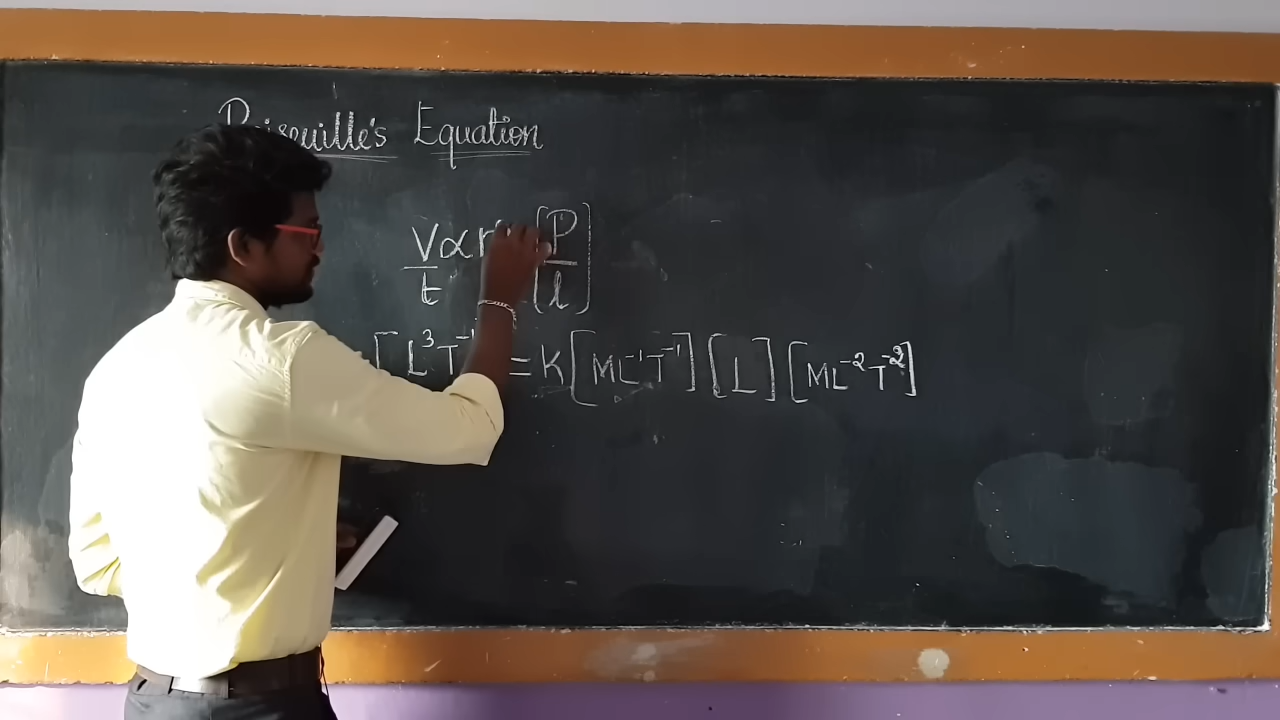 Poiseuille's Equation
V/t ∝ r [P/l]
[L³T⁻¹ = K[ML⁻¹T⁻¹] [L] [ML⁻²T⁻²]